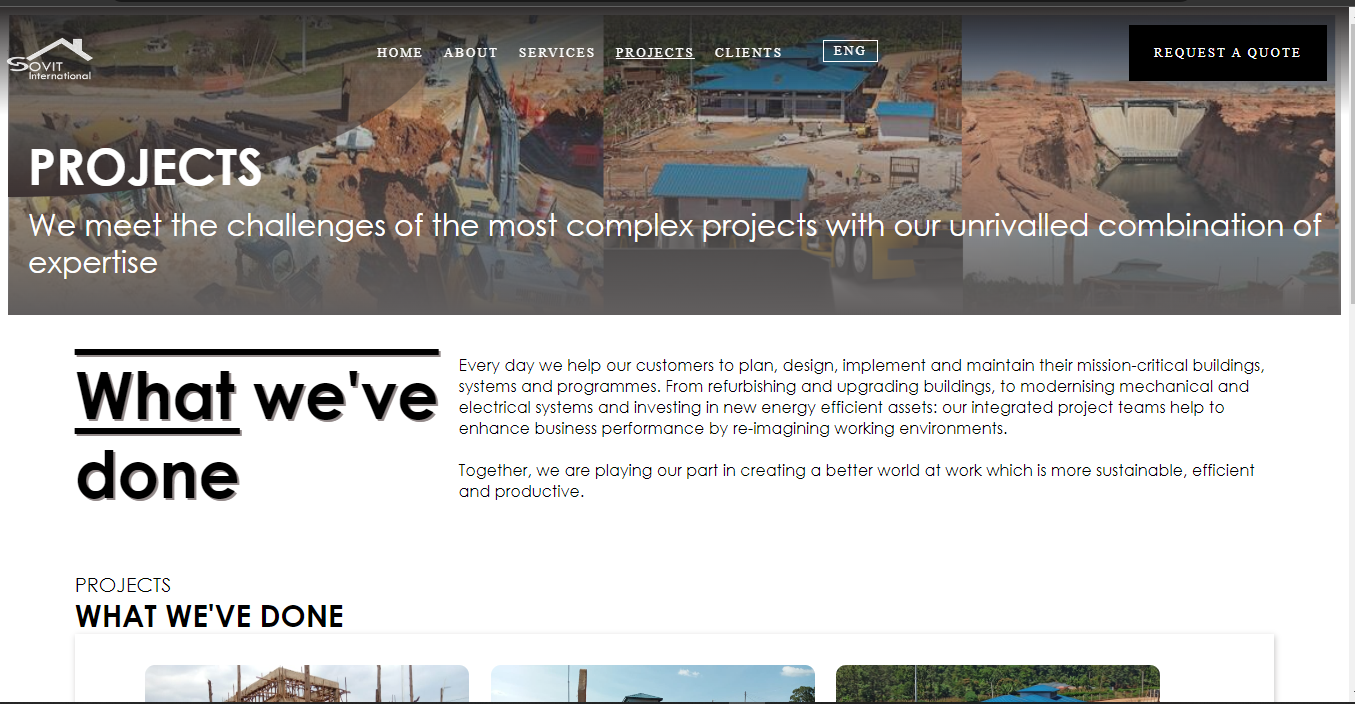 SOVIT
International
HOME ABOUT SERVICES PROJECTS CLIENTS ENG REQUEST A QUOTE
PROJECTS
We meet the challenges of the most complex projects with our unrivalled combination of
expertise
What we've
done
Every day we help our customers to plan, design, implement and maintain their mission-critical buildings,
systems and programmes. From refurbishing and upgrading buildings, to modernising mechanical and
electrical systems and investing in new energy efficient assets: our integrated project teams help to
enhance business performance by re-imagining working environments.
Together, we are playing our part in creating a better world at work which is more sustainable, efficient
and productive.
PROJECTS
WHAT WE'VE DONE